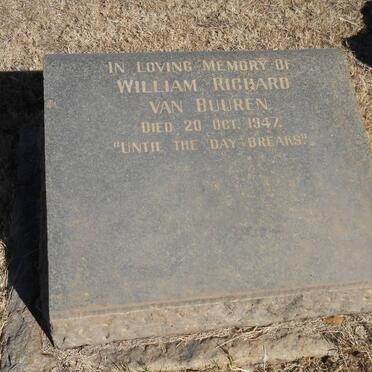 IN LOVING MEMORY OF
WILLIAM RICHARD
VAN BUUREN
DIED 20 OCT. 1947.
"UNTIL THE DAY BREAKS".